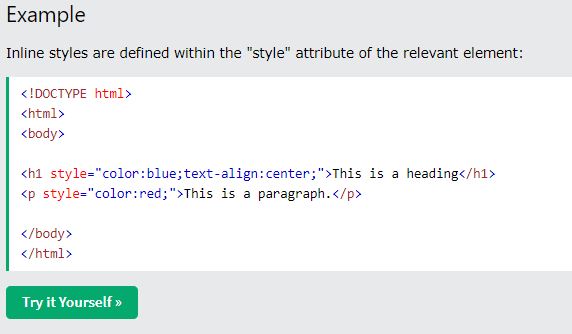 Example
Inline styles are defined within the "style" attribute of the relevant element:
<!DOCTYPE html>
<html>
<body>
<h1 style="color:blue;text-align:center;">This is a heading</h1>
<p style="color:red;">This is a paragraph.</p>
</body>
</html>
Try it Yourself »